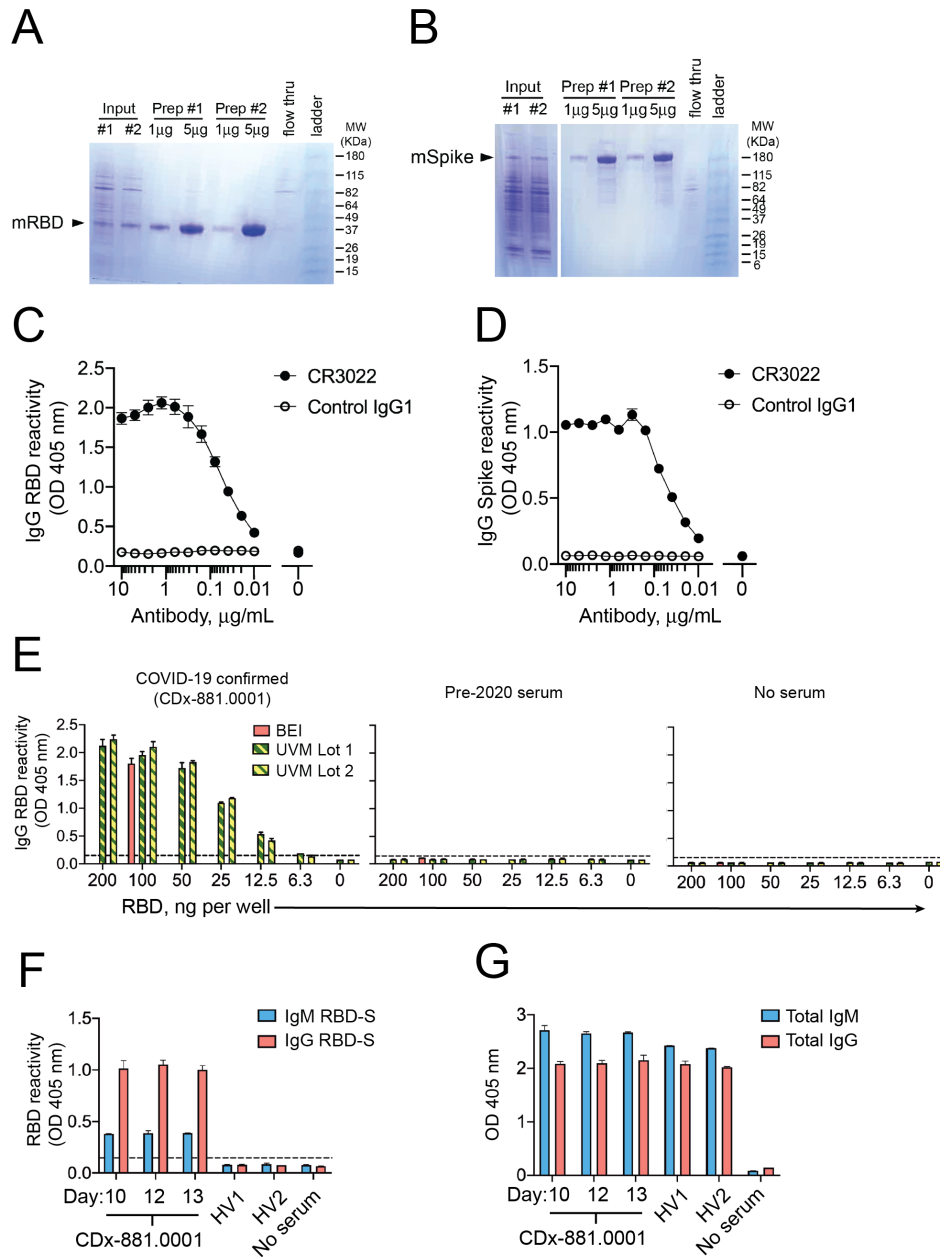 A
Input
Prep #1
Prep #2
flow thru
ladder
#1 #2 1μg 5μg 1μg 5μg
MW
(KDa)
mRBD
180
115
82
64
49
37
26
19
15
B
Input
Prep #1
Prep #2
flow thru
ladder
#1 #2 1μg 5μg 1μg 5μg
MW
(KDa)
mSpike
180
115
82
64
49
37
26
19
15
6
C
IgG RBD reactivity
(OD 405 nm)
2.5
2.0
1.5
1.0
0.5
0.0
10 1 0.1 0.01 0
Antibody, μg/mL
CR3022
Control IgG1
D
IgG Spike reactivity
(OD 405 nm)
1.5
1.0
0.5
0.0
10 1 0.1 0.01 0
Antibody, μg/mL
CR3022
Control IgG1
E
COVID-19 confirmed
(CDx-881.0001)
Pre-2020 serum
No serum
BEI
UVM Lot 1
UVM Lot 2
IgG RBD reactivity
(OD 405 nm)
2.5
2.0
1.5
1.0
0.5
0.0
200 100 50 25 12.5 6.3 0
200 100 50 25 12.5 6.3 0
200 100 50 25 12.5 6.3 0
RBD, ng per well
F
RBD reactivity
(OD 405 nm)
1.5
1.0
0.5
0.0
IgM RBD-S
IgG RBD-S
Day: 10 12 13 HV1 HV2 No serum
CDx-881.0001
G
OD 405 nm
3
2
1
0
Total IgM
Total IgG
Day: 10 12 13 HV1 HV2 No serum
CDx-881.0001